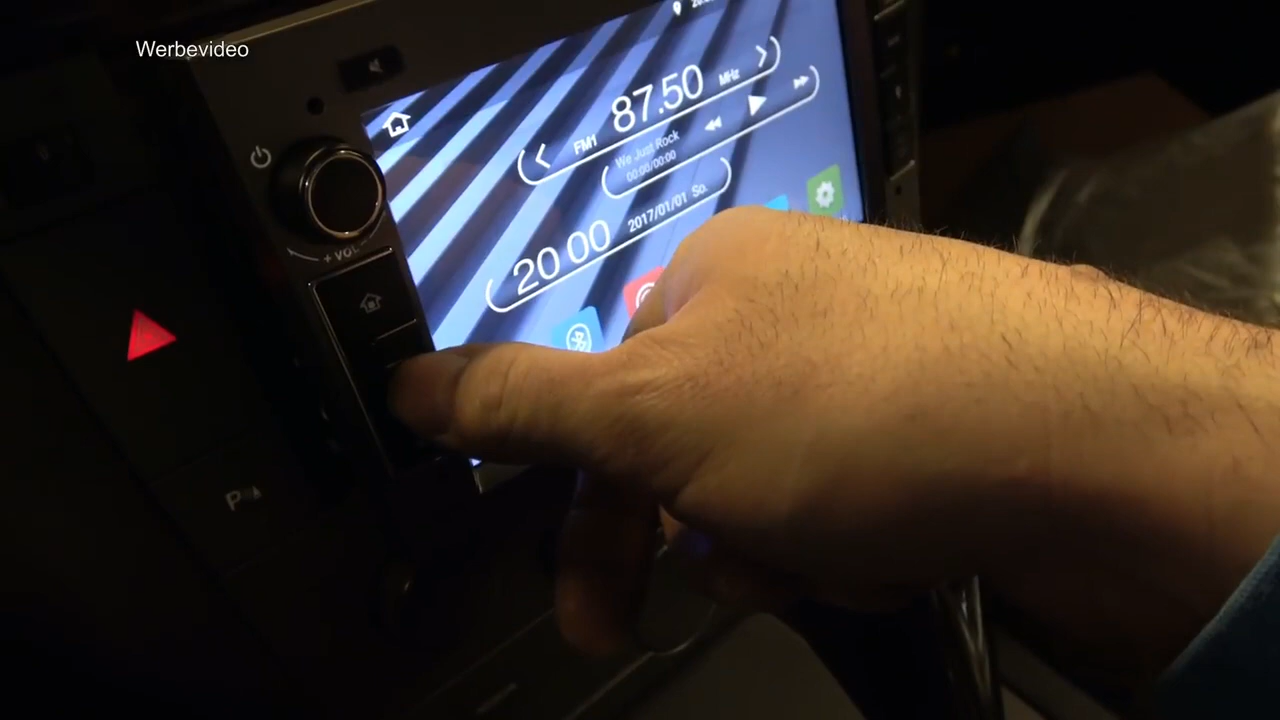 Werbevideo
87.50 MHz
FM1
We Just Rock
00:00/00:00
20 00
2017/01/01 So.
+ VOL -
P